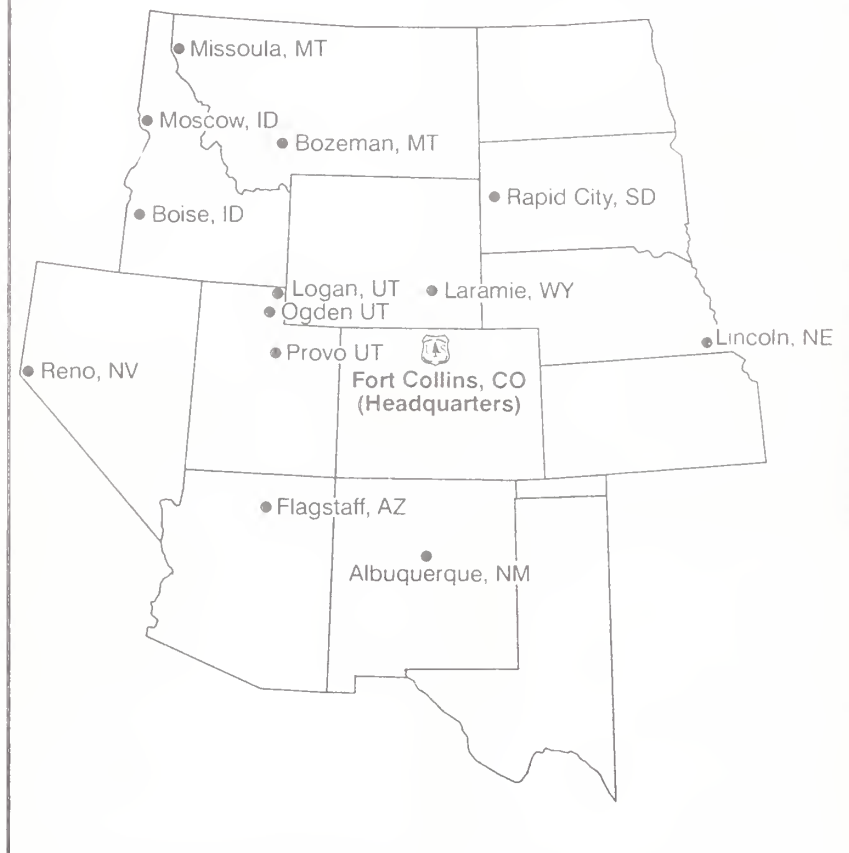 Missoula, MT
Moscow, ID
Bozeman, MT
Rapid City, SD
Boise, ID
Logan, UT
Laramie, WY
Ogden UT
Lincoln, NE
Provo UT
Reno, NV
Fort Collins, CO
(Headquarters)
Flagstaff, AZ
Albuquerque, NM